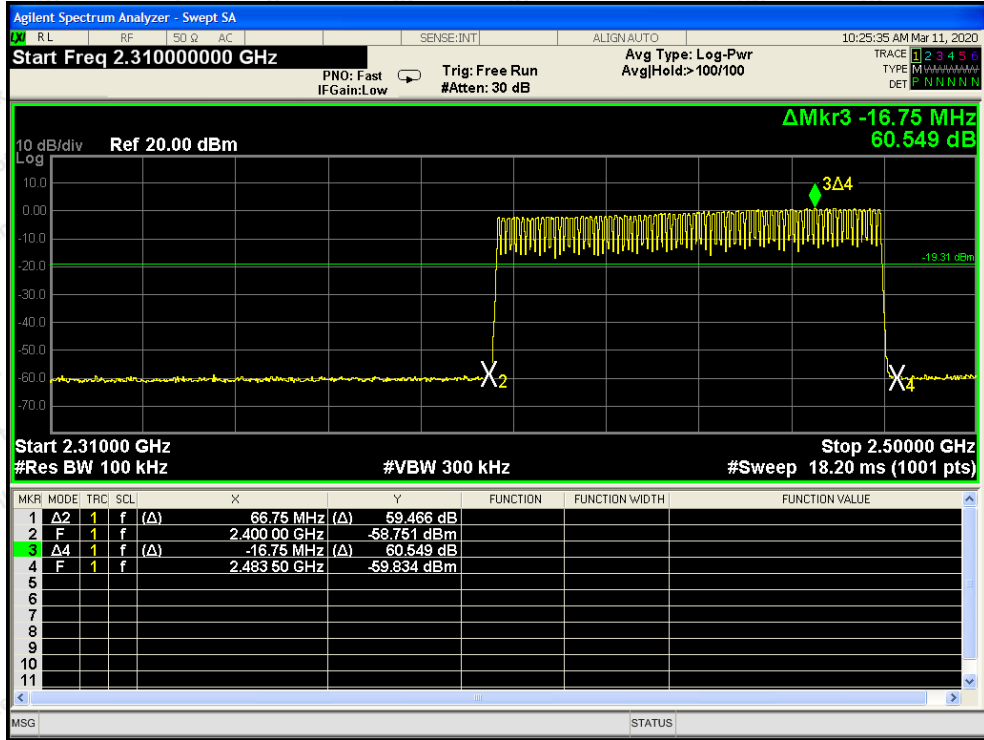 Agilent Spectrum Analyzer - Swept SA
LXI RL RF 50 Ω AC SENSE:INT ALIGN AUTO 10:25:35 AM Mar 11, 2020
Start Freq 2.310000000 GHz
PNO: Fast
IFGain:Low
Trig: Free Run
#Atten: 30 dB
Avg Type: Log-Pwr
Avg|Hold:>100/100
TRACE 1 2 3 4 5 6
TYPE MWWWWW
DET P N N N N N
ΔMkr3 -16.75 MHz
60.549 dB
10 dB/div Ref 20.00 dBm
Log
10.0
0.00
-10.0
-20.0
-30.0
-40.0
-50.0
-60.0
-70.0
3Δ4
-19.31 dBm
2
4
Start 2.31000 GHz Stop 2.50000 GHz
#Res BW 100 kHz #VBW 300 kHz #Sweep 18.20 ms (1001 pts)
MKR MODE TRC SCL X Y FUNCTION FUNCTION WIDTH FUNCTION VALUE
1 Δ2 1 f (Δ) 66.75 MHz (Δ) 59.466 dB
2 F 1 f 2.400 00 GHz -58.751 dBm
3 Δ4 1 f (Δ) -16.75 MHz (Δ) 60.549 dB
4 F 1 f 2.483 50 GHz -59.834 dBm
5
6
7
8
9
10
11
MSG STATUS